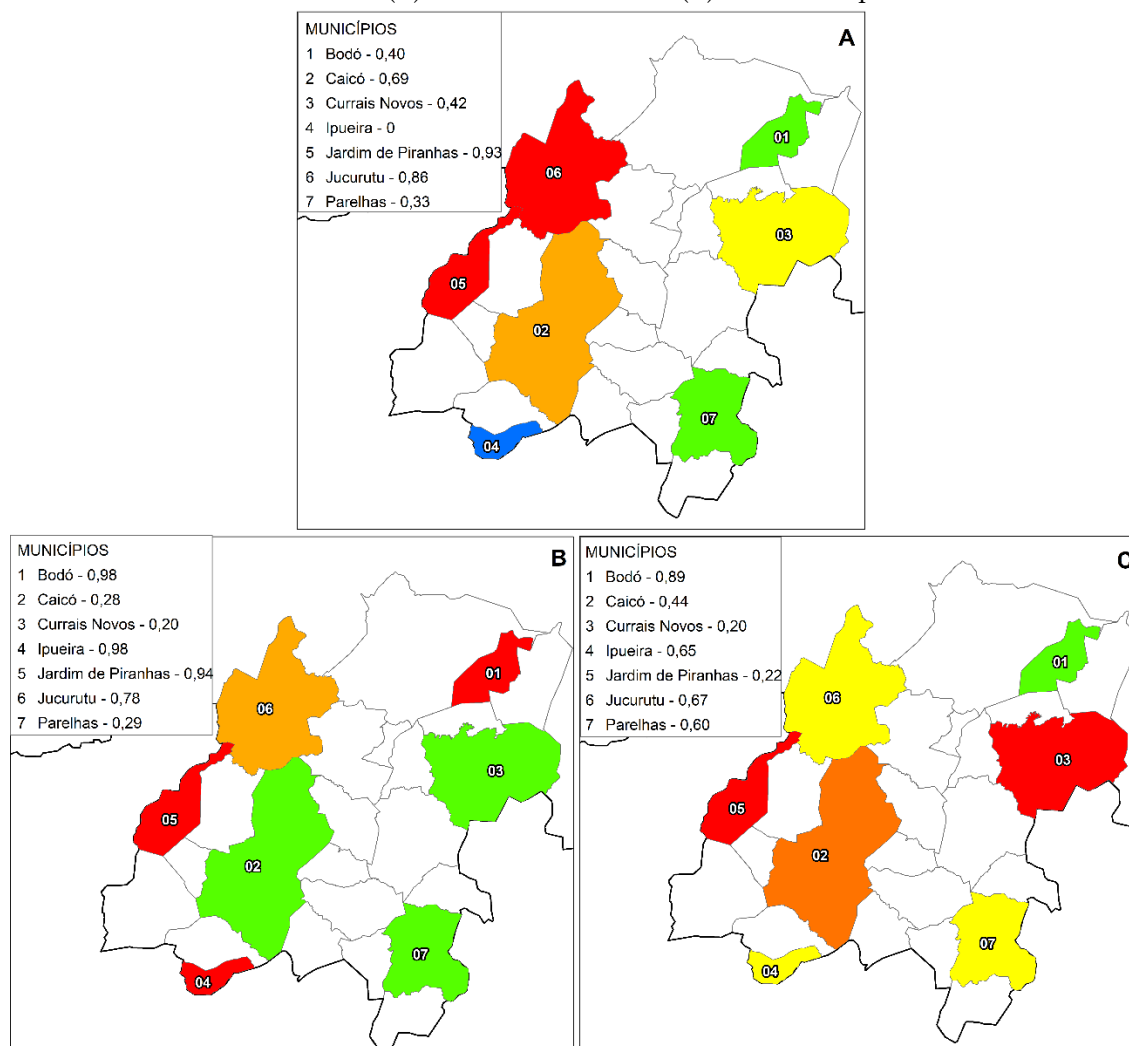 MUNICÍPIOS
1 Bodó - 0,40
2 Caicó - 0,69
3 Currais Novos - 0,42
4 Ipueira - 0
5 Jardim de Piranhas - 0,93
6 Jucurutu - 0,86
7 Parelhas - 0,33
A
01
06
03
05
02
07
04
MUNICÍPIOS
1 Bodó - 0,98
2 Caicó - 0,28
3 Currais Novos - 0,20
4 Ipueira - 0,98
5 Jardim de Piranhas - 0,94
6 Jucurutu - 0,78
7 Parelhas - 0,29
B
01
06
03
05
02
07
04
MUNICÍPIOS
1 Bodó - 0,89
2 Caicó - 0,44
3 Currais Novos - 0,20
4 Ipueira - 0,65
5 Jardim de Piranhas - 0,22
6 Jucurutu - 0,67
7 Parelhas - 0,60
C
01
06
03
05
02
07
04